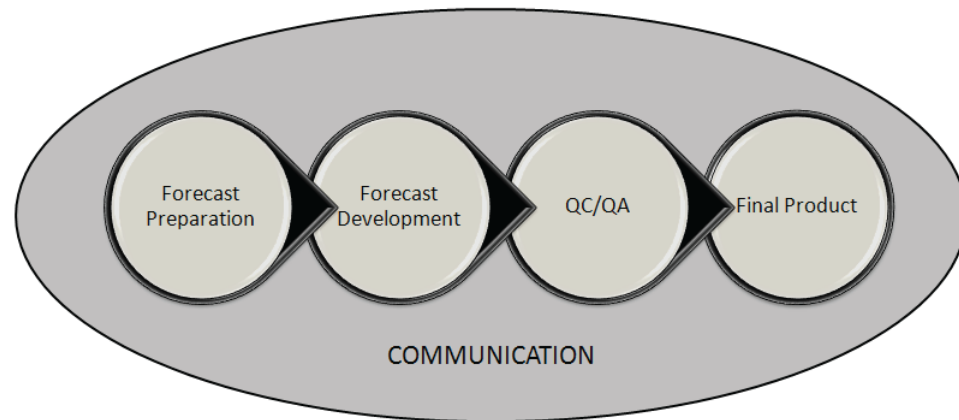 Forecast
Preparation
Forecast
Development
QC/QA
Final Product
COMMUNICATION